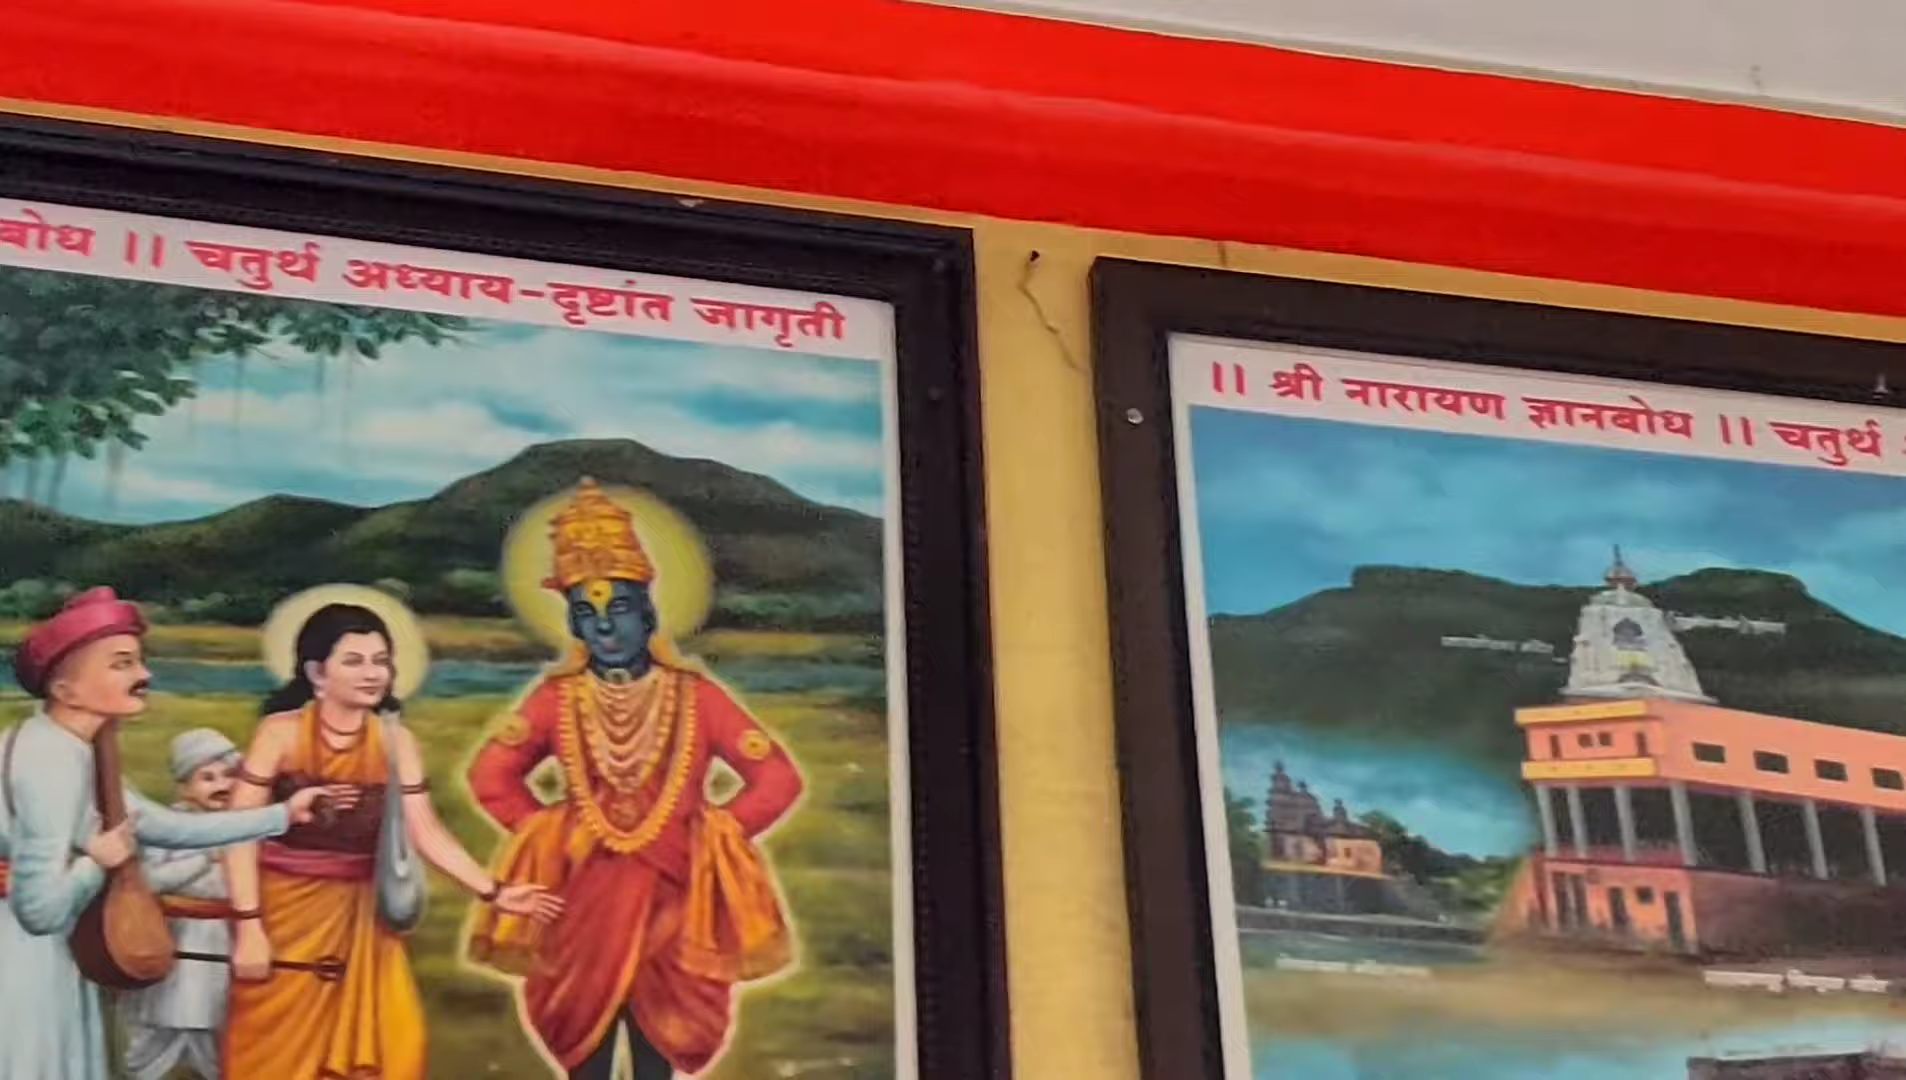 बोध ।। चतुर्थ अध्याय-दृष्टांत जागृती
।। श्री नारायण ज्ञानबोध ।। चतुर्थ